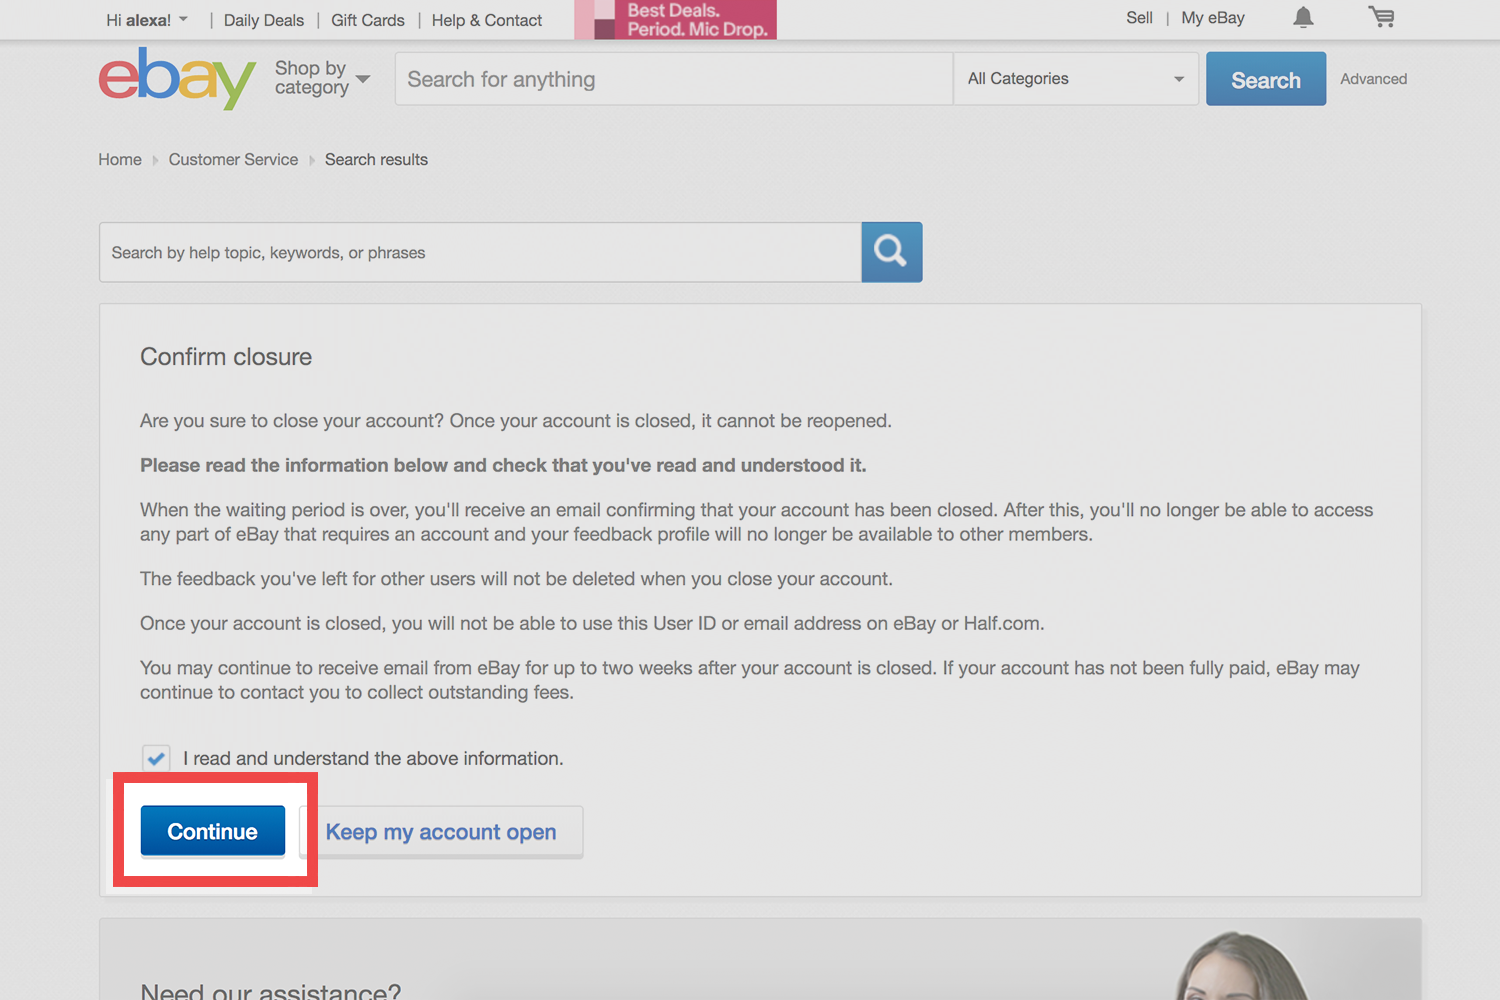 Hi alexa! | Daily Deals | Gift Cards | Help & Contact
Best Deals.
Period. Mic Drop.
Sell | My eBay
ebay
Shop by
category
Search for anything
All Categories
Search
Advanced
Home
Customer Service
Search results
Search by help topic, keywords, or phrases
Confirm closure
Are you sure to close your account? Once your account is closed, it cannot be reopened.
Please read the information below and check that you've read and understood it.
When the waiting period is over, you'll receive an email confirming that your account has been closed. After this, you'll no longer be able to access
any part of eBay that requires an account and your feedback profile will no longer be available to other members.
The feedback you've left for other users will not be deleted when you close your account.
Once your account is closed, you will not be able to use this User ID or email address on eBay or Half.com.
You may continue to receive email from eBay for up to two weeks after your account is closed. If your account has not been fully paid, eBay may
continue to contact you to collect outstanding fees.
I read and understand the above information.
Continue
Keep my account open
Need our assistance?